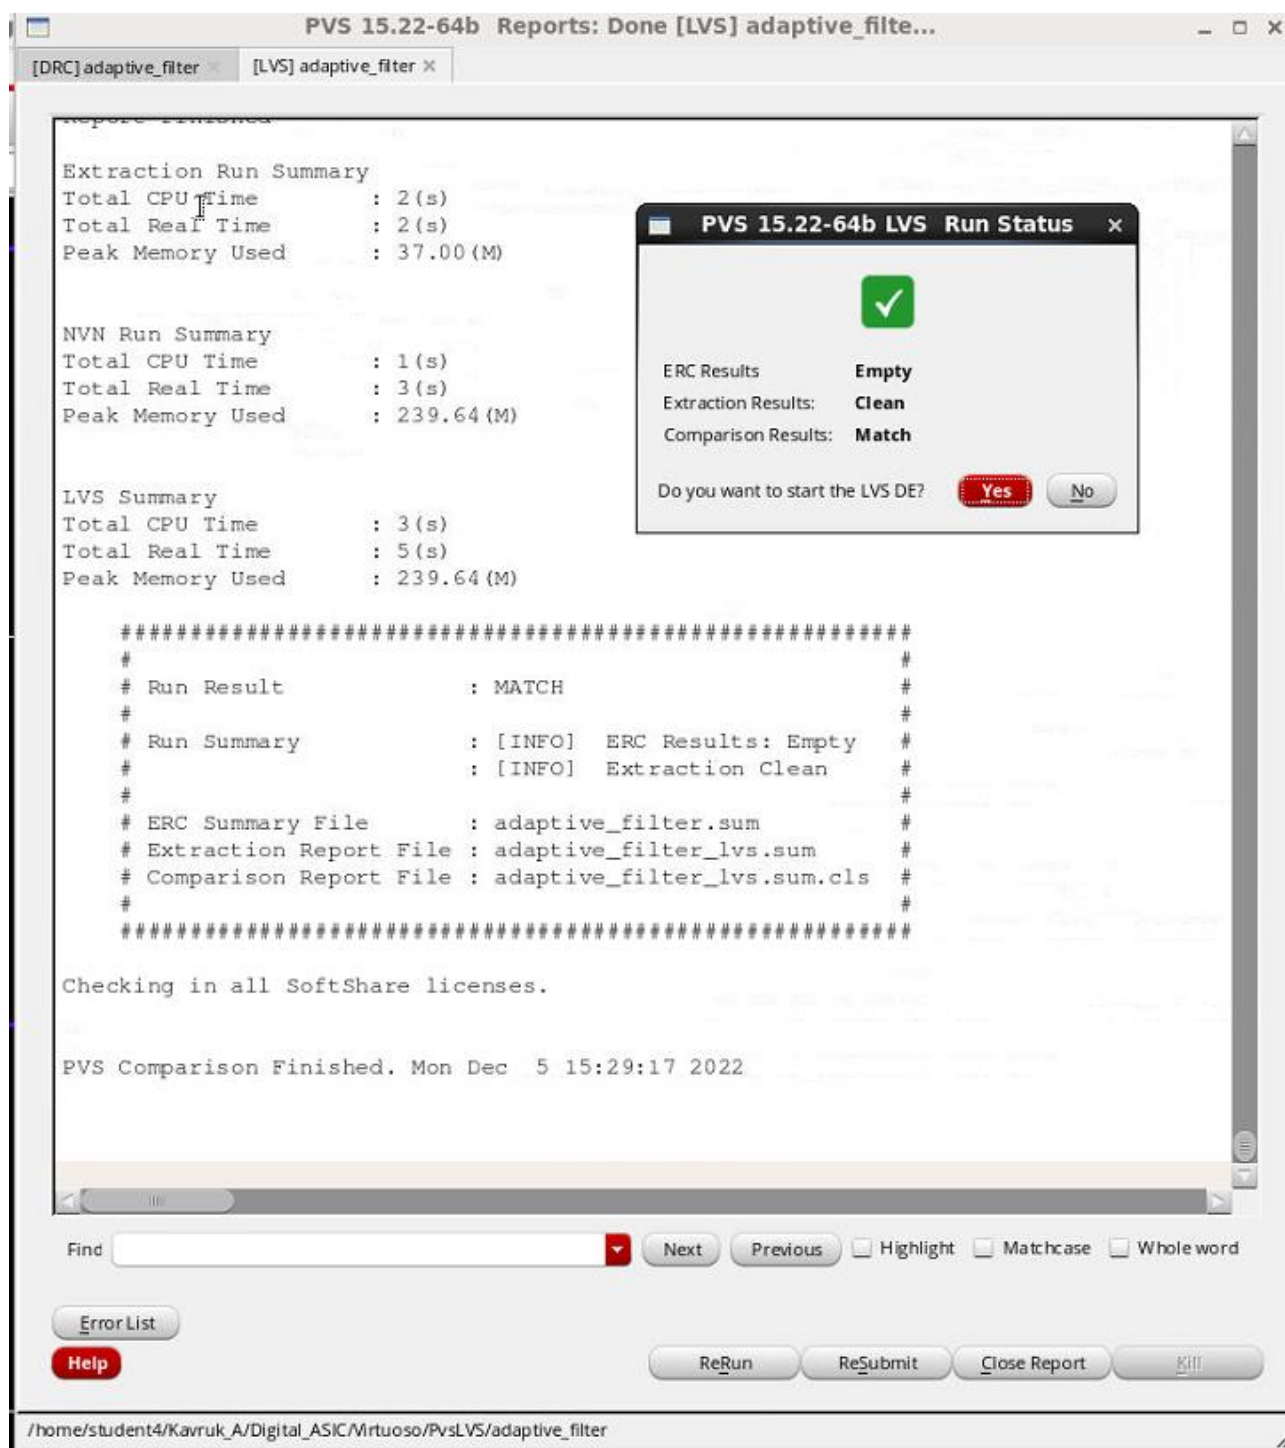 PVS 15.22-64b Reports: Done [LVS] adaptive_filte...
[DRC] adaptive_filter
[LVS] adaptive_filter
Report Finished
Extraction Run Summary
Total CPU Time : 2(s)
Total Real Time : 2(s)
Peak Memory Used : 37.00(M)
NVN Run Summary
Total CPU Time : 1(s)
Total Real Time : 3(s)
Peak Memory Used : 239.64(M)
LVS Summary
Total CPU Time : 3(s)
Total Real Time : 5(s)
Peak Memory Used : 239.64(M)
########################################################
# #
# Run Result : MATCH #
# #
# Run Summary : [INFO] ERC Results: Empty #
# : [INFO] Extraction Clean #
# #
# ERC Summary File : adaptive_filter.sum #
# Extraction Report File : adaptive_filter_lvs.sum #
# Comparison Report File : adaptive_filter_lvs.sum.cls #
# #
########################################################
Checking in all SoftShare licenses.
PVS Comparison Finished. Mon Dec 5 15:29:17 2022
PVS 15.22-64b LVS Run Status
ERC Results Empty
Extraction Results: Clean
Comparison Results: Match
Do you want to start the LVS DE? Yes No
Find Next Previous Highlight Matchcase Whole word
Error List
Help ReRun ReSubmit Close Report Kill
/home/student4/Kavruk_A/Digital_ASIC/Virtuoso/PvsLVS/adaptive_filter